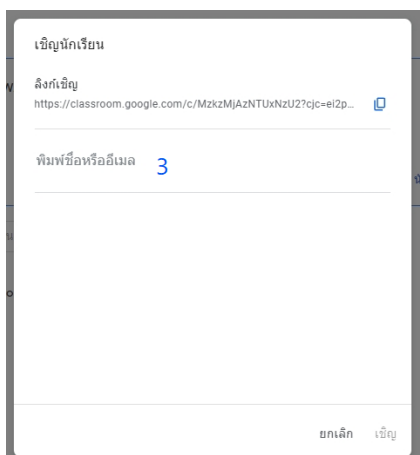 เชิญนักเรียน
ลิงก์เชิญ
https://classroom.google.com/c/MzkzMjAzNTUxNzU2?cjc=ei2p...
พิมพ์ชื่อหรืออีเมล 3
ยกเลิก เชิญ